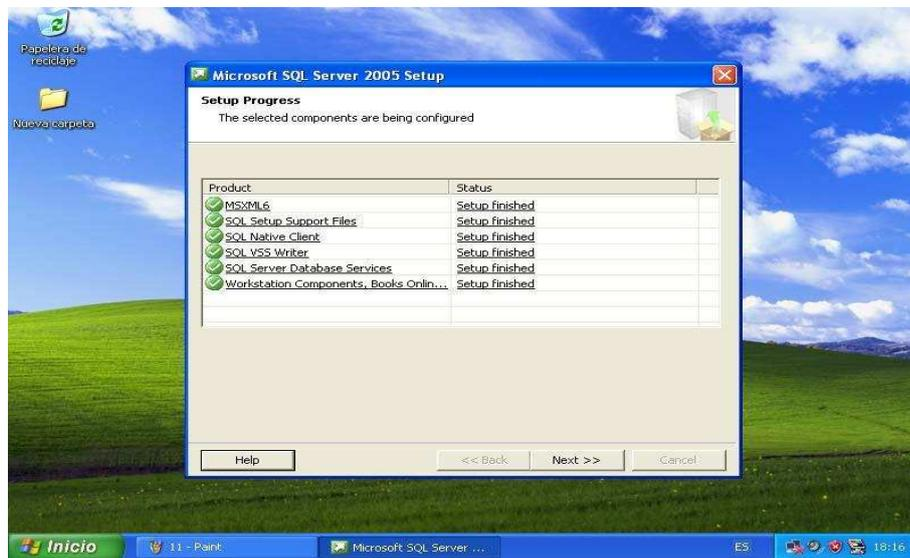 Papelera de
reciclaje
Nueva carpeta
Microsoft SQL Server 2005 Setup
Setup Progress
The selected components are being configured
Product Status
MSXML6 Setup finished
SQL Setup Support Files Setup finished
SQL Native Client Setup finished
SQL VSS Writer Setup finished
SQL Server Database Services Setup finished
Workstation Components, Books Onlin... Setup finished
Help << Back Next >> Cancel
Inicio 11 - Paint Microsoft SQL Server ... ES 18:16